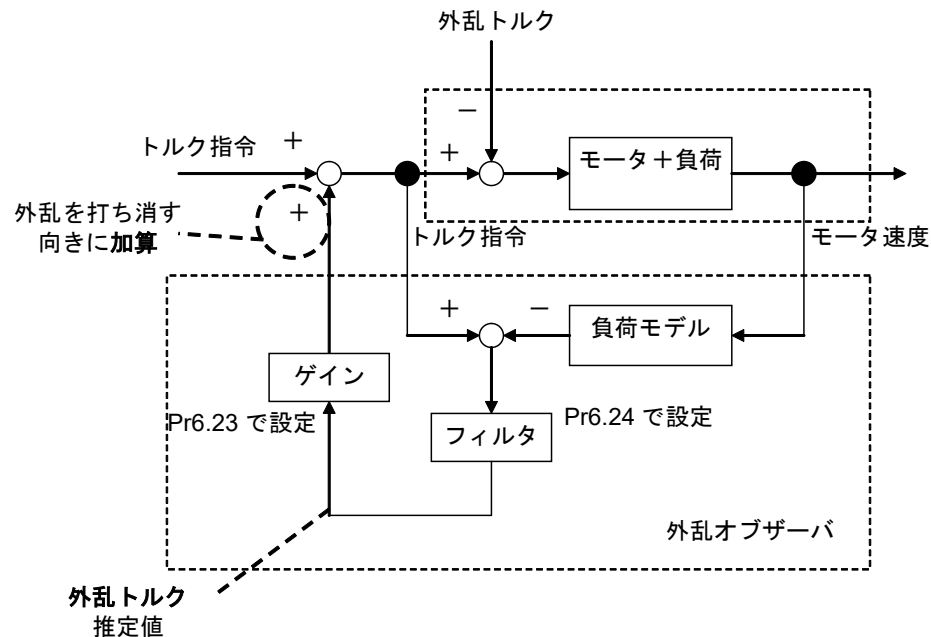 外乱トルク
－
トルク指令
＋
＋
モータ＋負荷
外乱を打ち消す
向きに加算
＋
トルク指令
モータ速度
＋
－
負荷モデル
ゲイン
Pr6.23 で設定
フィルタ
Pr6.24 で設定
外乱オブザーバ
外乱トルク
推定値